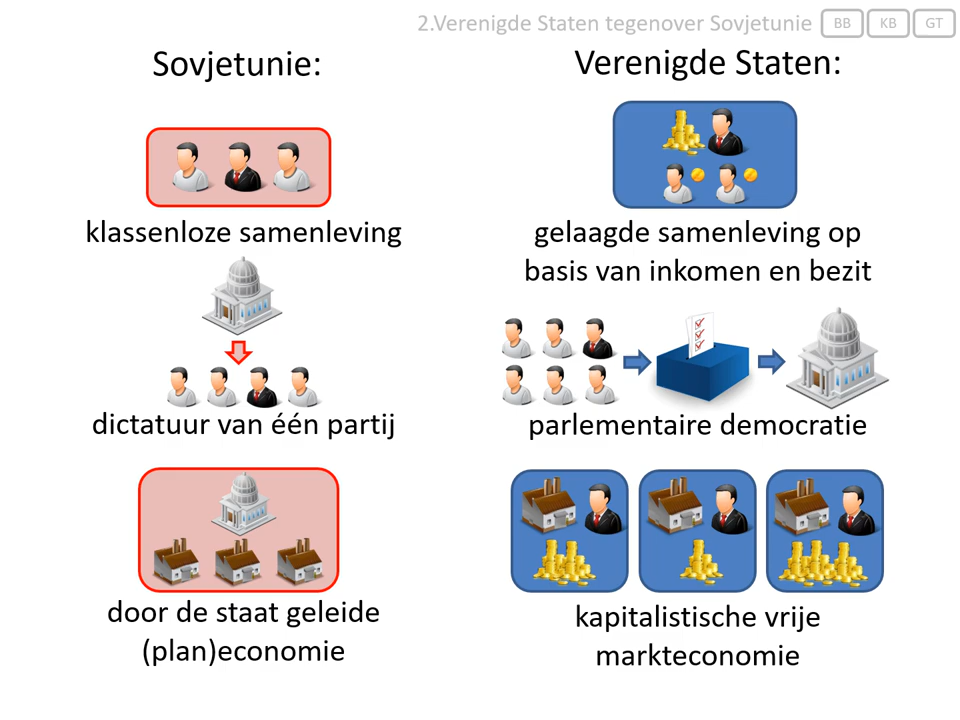 2.Verenigde Staten tegenover Sovjetunie BB KB GT
Sovjetunie:
klassenloze samenleving
dictatuur van één partij
door de staat geleide
(plan)economie
Verenigde Staten:
gelaagde samenleving op
basis van inkomen en bezit
parlementaire democratie
kapitalistische vrije
markteconomie